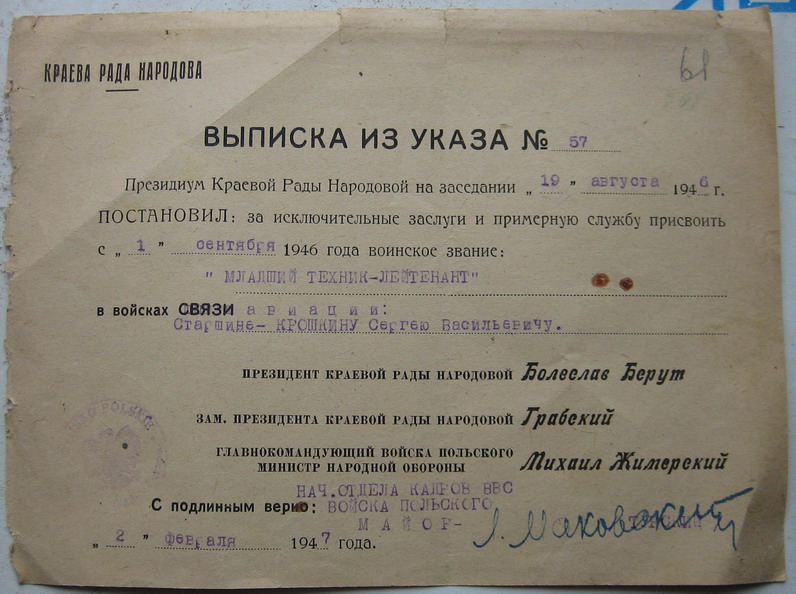 61
КРАЕВА РАДА НАРОДОВА
ВЫПИСКА ИЗ УКАЗА № 57
Президиум Краевой Рады Народовой на заседании „ 19 " августа 1946 г.
ПОСТАНОВИЛ: за исключительные заслуги и примерную службу присвоить
с „ 1 " сентября 1946 года воинское звание:
" МЛАДШИЙ ТЕХНИК-ЛЕЙТЕНАНТ"
в войсках СВЯЗИ авиации:
Старшине- КРОШКИНУ Сергею Васильевичу.
ПРЕЗИДЕНТ КРАЕВОЙ РАДЫ НАРОДОВОЙ Болеслав Берут
ЗАМ. ПРЕЗИДЕНТА КРАЕВОЙ РАДЫ НАРОДОВОЙ Грабский
ГЛАВНОКОМАНДУЮЩИЙ ВОЙСКА ПОЛЬСКОГО
МИНИСТР НАРОДНОЙ ОБОРОНЫ Михаил Жимерский
НАЧ.ОТДЕЛА КАДРОВ ВВС
С подлинным верно: ВОЙСКА ПОЛЬСКОГО
МАЙОР- Л. Маковский
„ 2 " февраля 1947 года.